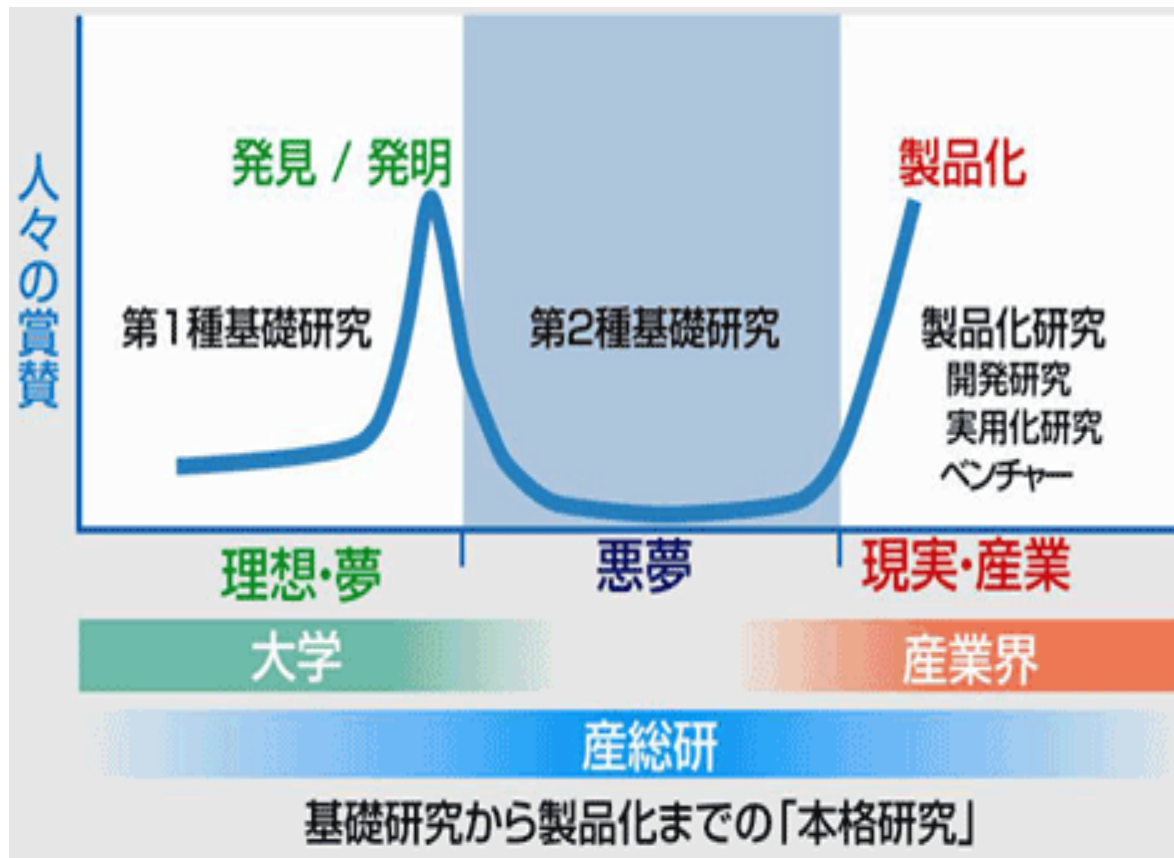 人々の賞賛
発見 / 発明
製品化
第1種基礎研究
第2種基礎研究
製品化研究
開発研究
実用化研究
ベンチャー
理想・夢
悪夢
現実・産業
大学
産業界
産総研
基礎研究から製品化までの「本格研究」